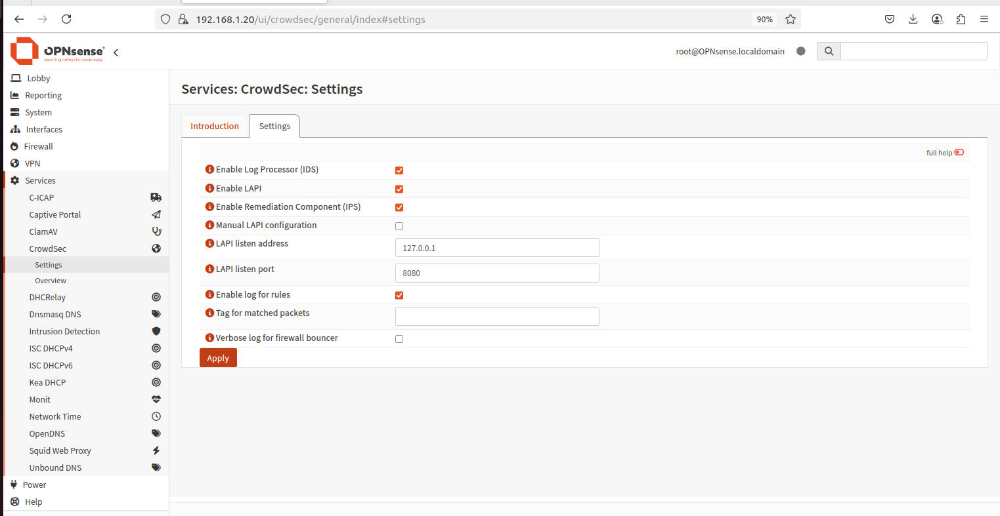 192.168.1.20/ui/crowdsec/general/index#settings
90%
OPNsense
Securing networks made easy
root@OPNsense.localdomain
Lobby
Reporting
System
Interfaces
Firewall
VPN
Services
C-ICAP
Captive Portal
ClamAV
CrowdSec
Settings
Overview
DHCRelay
Dnsmasq DNS
Intrusion Detection
ISC DHCPv4
ISC DHCPv6
Kea DHCP
Monit
Network Time
OpenDNS
Squid Web Proxy
Unbound DNS
Power
Help
Services: CrowdSec: Settings
Introduction
Settings
full help
Enable Log Processor (IDS)
Enable LAPI
Enable Remediation Component (IPS)
Manual LAPI configuration
LAPI listen address
127.0.0.1
LAPI listen port
8080
Enable log for rules
Tag for matched packets
Verbose log for firewall bouncer
Apply